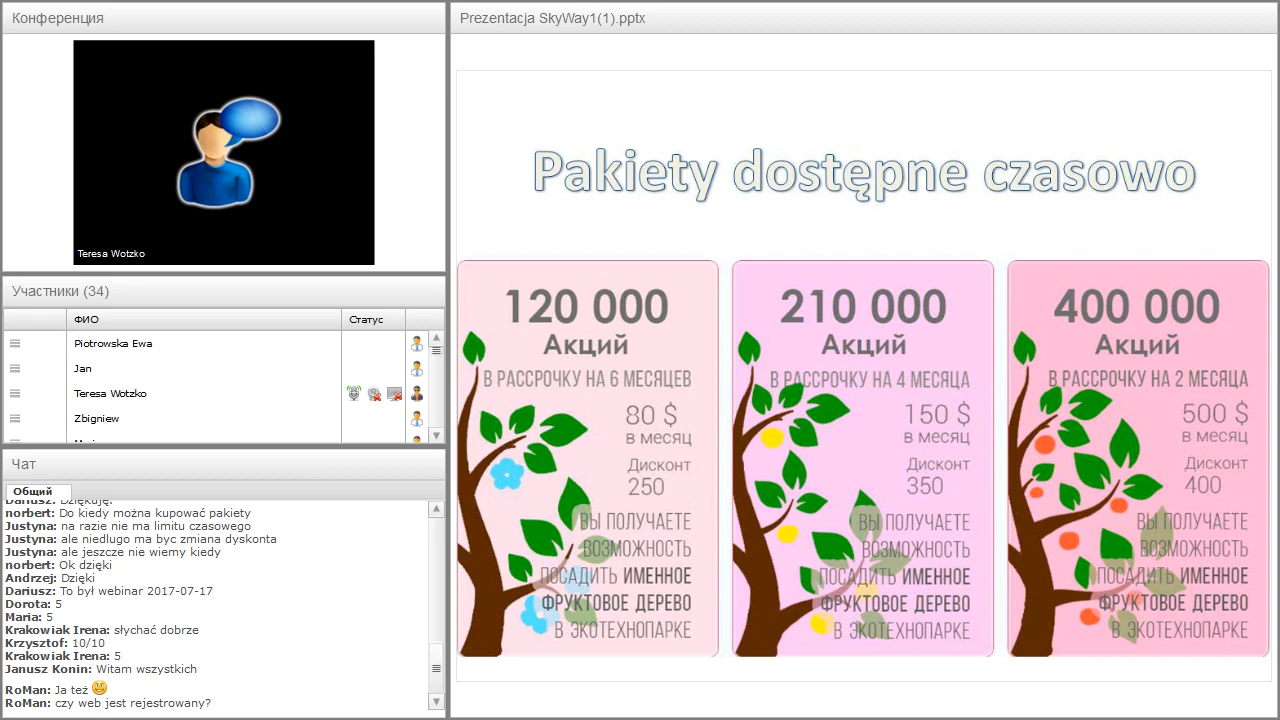 Конференция
Teresa Wotzko
Участники (34)
ФИО
Статус
Piotrowska Ewa
Jan
Teresa Wotzko
Zbigniew
Чат
Общий
Dariusz: Dziękuję!
norbert: Do kiedy można kupować pakiety
Justyna: na razie nie ma limitu czasowego
Justyna: ale niedlubo ma byc zmiana dyskonta
Justyna: ale jeszcze nie wiemy kiedy
norbert: Ok dzięki
Andrzej: Dzięki
Dariusz: To był webinar 2017-07-17
Dorota: 5
Maria: 5
Krakowiak Irena: słychać dobrze
Krzysztof: 10/10
Krakowiak Irena: 5
Janusz Konin: Witam wszystkich
RoMan: Ja też
RoMan: czy web jest rejestrwany?
Prezentacja SkyWay1(1).pptx
Pakiety dostępne czasowo
120 000
Акций
В РАССРОЧКУ НА 6 МЕСЯЦЕВ
80 $
в месяц
Дисконт
250
ВЫ ПОЛУЧАЕТЕ
ВОЗМОЖНОСТЬ
ПОСАДИТЬ ИМЕННОЕ
ФРУКТОВОЕ ДЕРЕВО
В ЭКОТЕХНОПАРКЕ
210 000
Акций
В РАССРОЧКУ НА 4 МЕСЯЦА
150 $
в месяц
Дисконт
350
ВЫ ПОЛУЧАЕТЕ
ВОЗМОЖНОСТЬ
ПОСАДИТЬ ИМЕННОЕ
ФРУКТОВОЕ ДЕРЕВО
В ЭКОТЕХНОПАРКЕ
400 000
Акций
В РАССРОЧКУ НА 2 МЕСЯЦА
500 $
в месяц
Дисконт
400
ВЫ ПОЛУЧАЕТЕ
ВОЗМОЖНОСТЬ
ПОСАДИТЬ ИМЕННОЕ
ФРУКТОВОЕ ДЕРЕВО
В ЭКОТЕХНОПАРКЕ